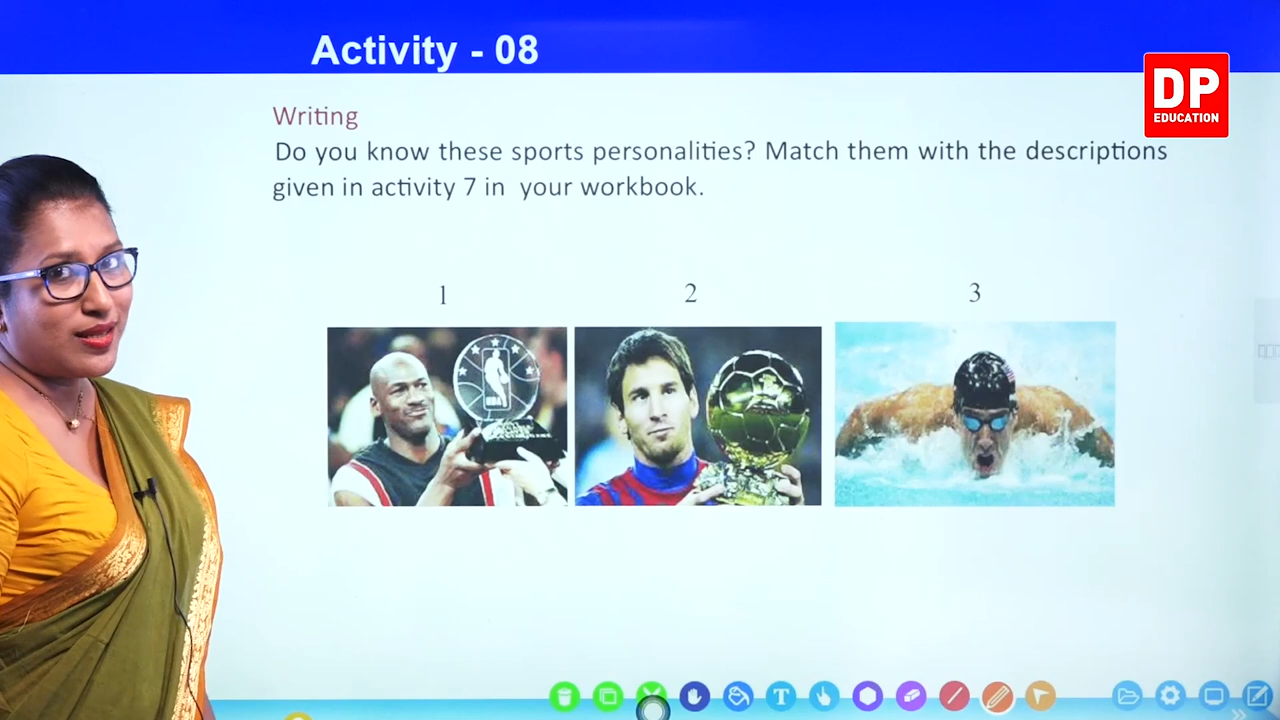 Activity - 08
DP
EDUCATION
Writing
Do you know these sports personalities? Match them with the descriptions
given in activity 7 in your workbook.
1
2
3
NBA
T